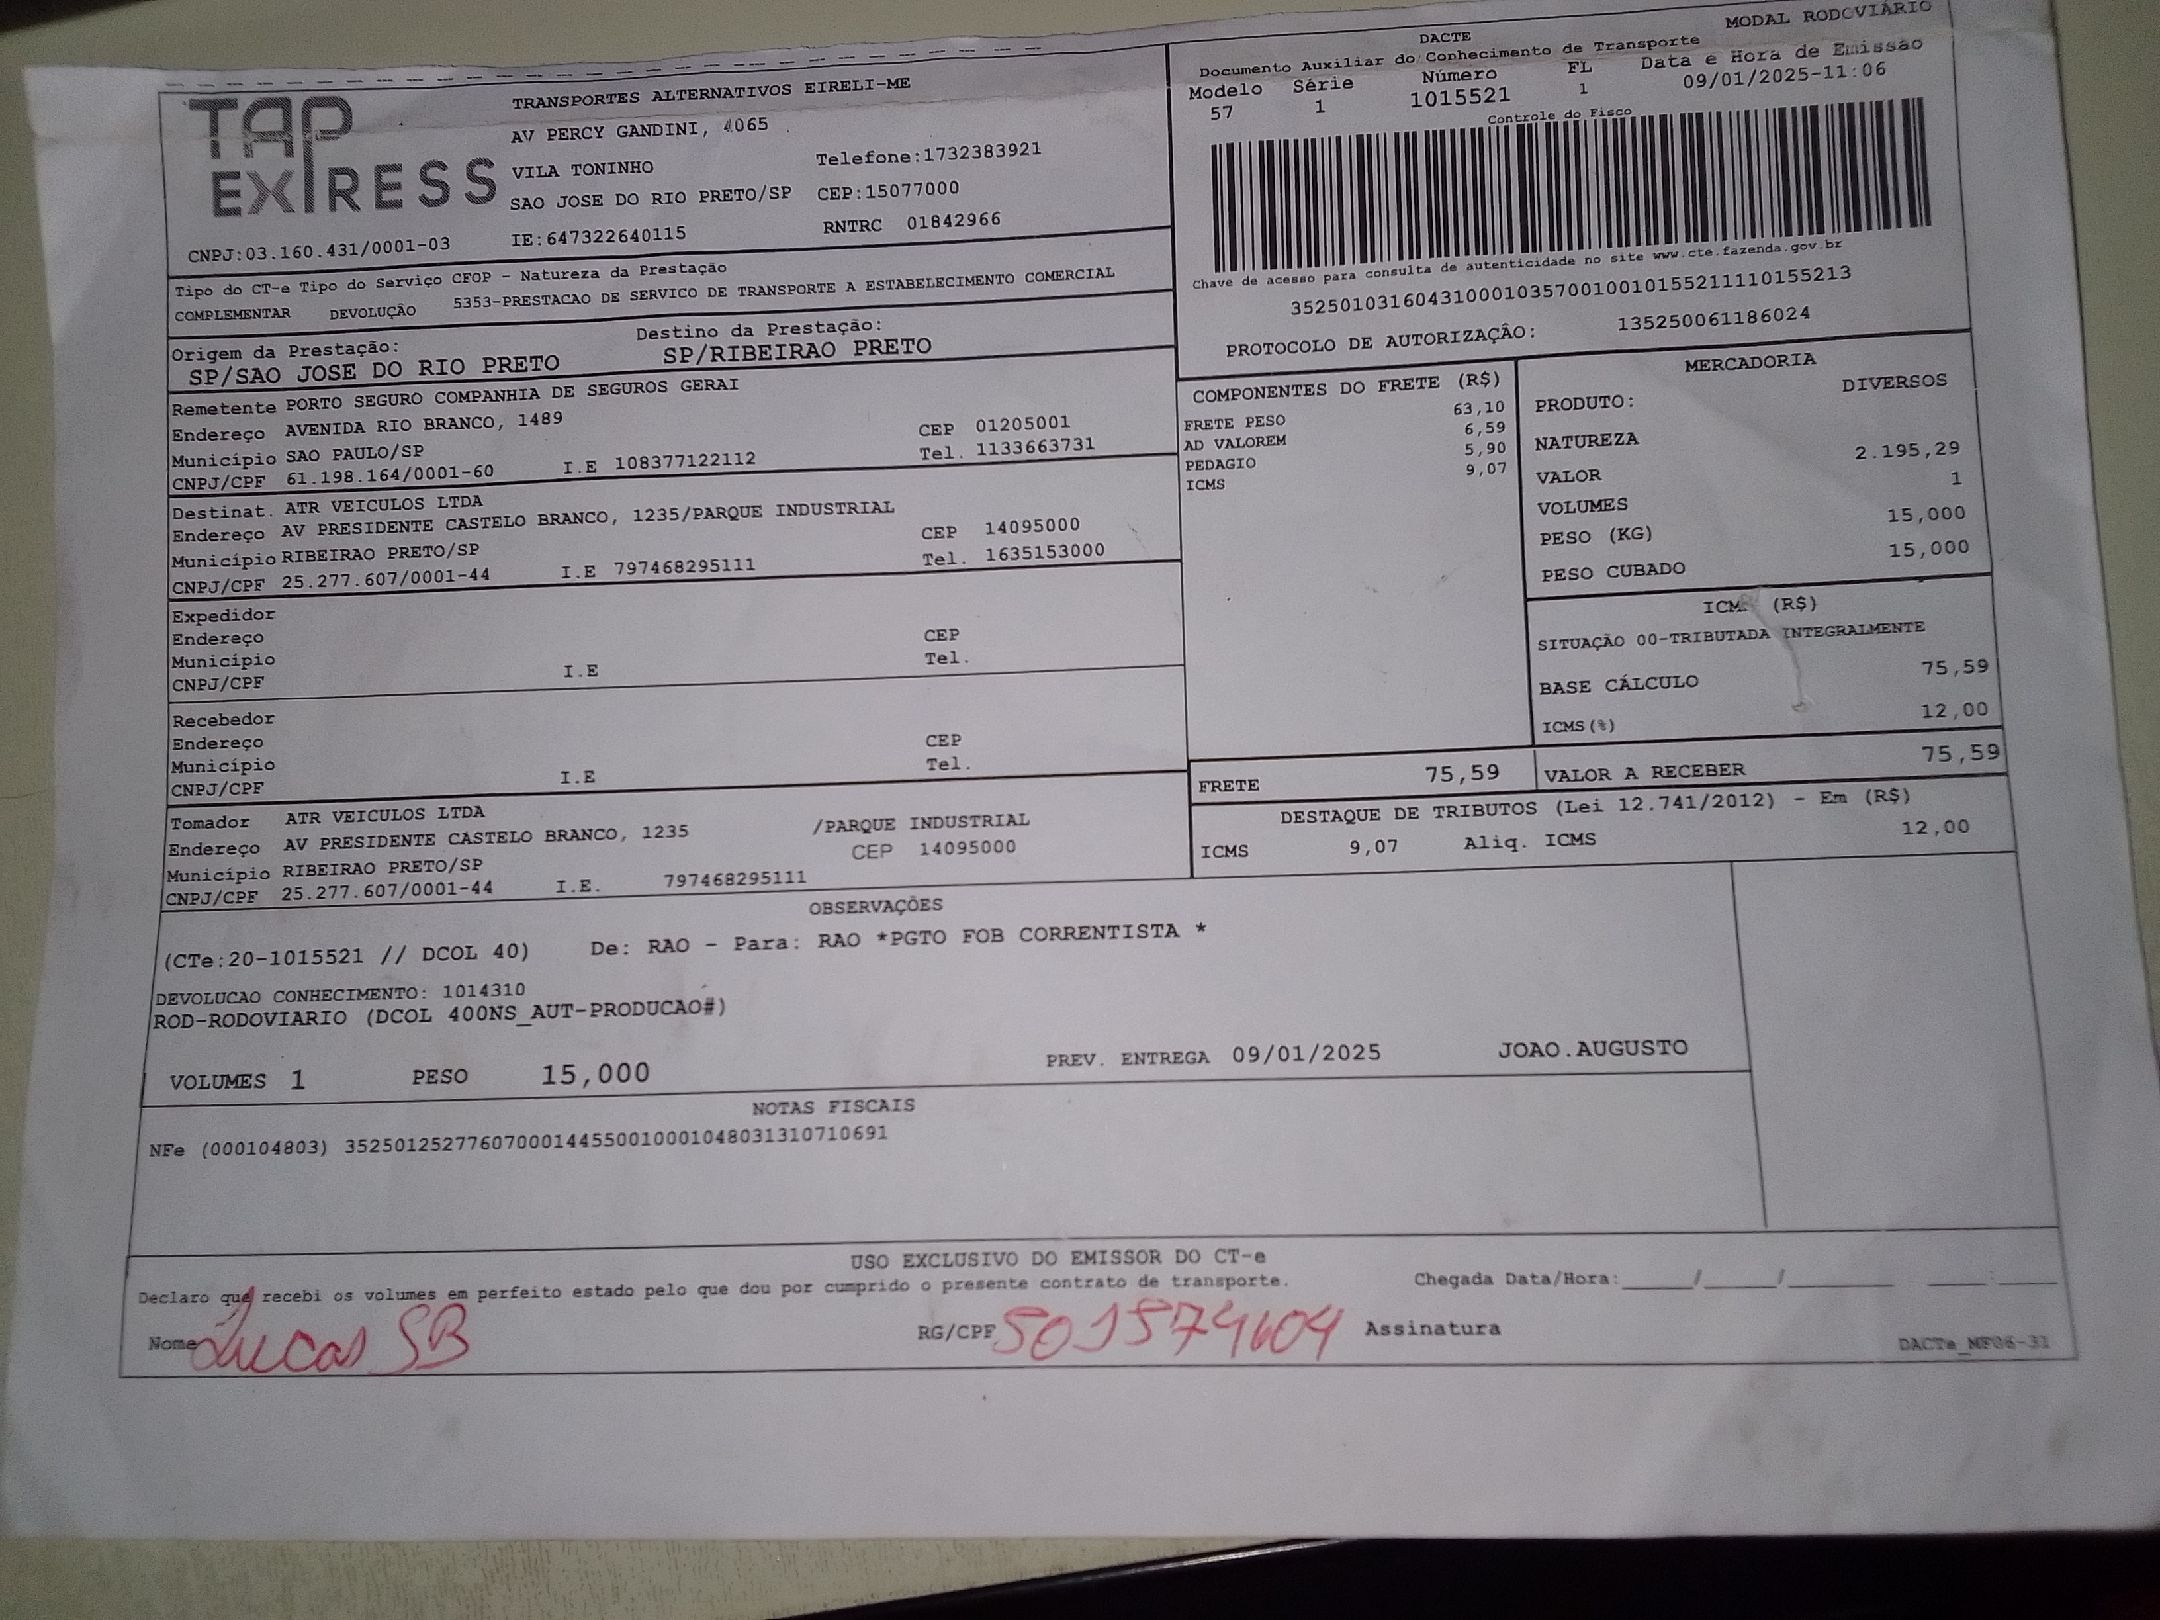 MODAL RODOVIÁRIO
DACTE
Documento Auxiliar do Conhecimento de Transporte
Modelo Série Número FL Data e Hora de Emissão
57 1 1015521 1 09/01/2025-11:06
Controle do Fisco
Chave de acesso para consulta de autenticidade no site www.cte.fazenda.gov.br
35250103160431000103570010010155211110155213
PROTOCOLO DE AUTORIZAÇÃO: 135250061186024
TAP EXPRESS
TRANSPORTES ALTERNATIVOS EIRELI-ME
AV PERCY GANDINI, 4065
VILA TONINHO Telefone:1732383921
SAO JOSE DO RIO PRETO/SP CEP:15077000
CNPJ:03.160.431/0001-03 IE:647322640115 RNTRC 01842966
Tipo do CT-e Tipo do Serviço CFOP - Natureza da Prestação
COMPLEMENTAR DEVOLUÇÃO 5353-PRESTACAO DE SERVICO DE TRANSPORTE A ESTABELECIMENTO COMERCIAL
Origem da Prestação: Destino da Prestação:
SP/SAO JOSE DO RIO PRETO SP/RIBEIRAO PRETO
Remetente PORTO SEGURO COMPANHIA DE SEGUROS GERAI
Endereço AVENIDA RIO BRANCO, 1489 CEP 01205001
Município SAO PAULO/SP Tel. 1133663731
CNPJ/CPF 61.198.164/0001-60 I.E 108377122112
Destinat. ATR VEICULOS LTDA
Endereço AV PRESIDENTE CASTELO BRANCO, 1235/PARQUE INDUSTRIAL CEP 14095000
Município RIBEIRAO PRETO/SP Tel. 1635153000
CNPJ/CPF 25.277.607/0001-44 I.E 797468295111
Expedidor
Endereço CEP
Município Tel.
CNPJ/CPF I.E
Recebedor
Endereço CEP
Município Tel.
CNPJ/CPF I.E
Tomador ATR VEICULOS LTDA
Endereço AV PRESIDENTE CASTELO BRANCO, 1235 /PARQUE INDUSTRIAL
Município RIBEIRAO PRETO/SP CEP 14095000
CNPJ/CPF 25.277.607/0001-44 I.E. 797468295111
COMPONENTES DO FRETE (R$)
FRETE PESO 63,10
AD VALOREM 6,59
PEDAGIO 5,90
ICMS 9,07
MERCADORIA
PRODUTO: DIVERSOS
NATUREZA
VALOR 2.195,29
VOLUMES 1
PESO (KG) 15,000
PESO CUBADO 15,000
(R$)
SITUAÇÃO 00-TRIBUTADA INTEGRALMENTE
BASE CÁLCULO 75,59
ICMS(%) 12,00
FRETE 75,59 VALOR A RECEBER 75,59
DESTAQUE DE TRIBUTOS (Lei 12.741/2012) - Em (R$)
ICMS 9,07 Aliq. ICMS 12,00
OBSERVAÇÕES
(CTe:20-1015521 // DCOL 40) De: RAO - Para: RAO *PGTO FOB CORRENTISTA *
DEVOLUCAO CONHECIMENTO: 1014310
ROD-RODOVIARIO (DCOL 400NS_AUT-PRODUCAO#)
VOLUMES 1 PESO 15,000 PREV. ENTREGA 09/01/2025 JOAO.AUGUSTO
NOTAS FISCAIS
NFe (000104803) 35250125277607000144550010001048031310710691
USO EXCLUSIVO DO EMISSOR DO CT-e
Declaro que recebi os volumes em perfeito estado pelo que dou por cumprido o presente contrato de transporte. Chegada Data/Hora:_____/_____/_______ ____:____
Nome Lucas SB RG/CPF 501574604 Assinatura
DACTe_MF06-31